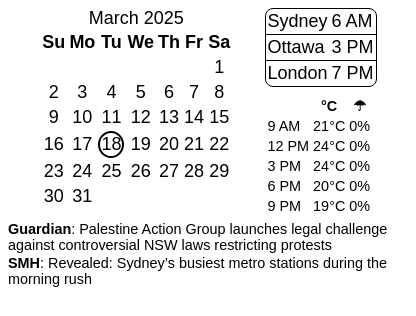 March 2025
Su Mo Tu We Th Fr Sa
1
2 3 4 5 6 7 8
9 10 11 12 13 14 15
16 17 18 19 20 21 22
23 24 25 26 27 28 29
30 31
Sydney 6 AM
Ottawa 3 PM
London 7 PM
°C ☂
9 AM 21°C 0%
12 PM 24°C 0%
3 PM 24°C 0%
6 PM 20°C 0%
9 PM 19°C 0%
Guardian: Palestine Action Group launches legal challenge
against controversial NSW laws restricting protests
SMH: Revealed: Sydney's busiest metro stations during the
morning rush